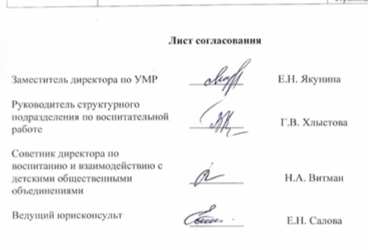 Лист согласования
Заместитель директора по УМР Е.Н. Якунина
Руководитель структурного
подразделения по воспитательной
работе Г.В. Хлыстова
Советник директора по
воспитанию и взаимодействию с
детскими общественными
объединениями Н.А. Витман
Ведущий юрисконсульт Е.Н. Салова